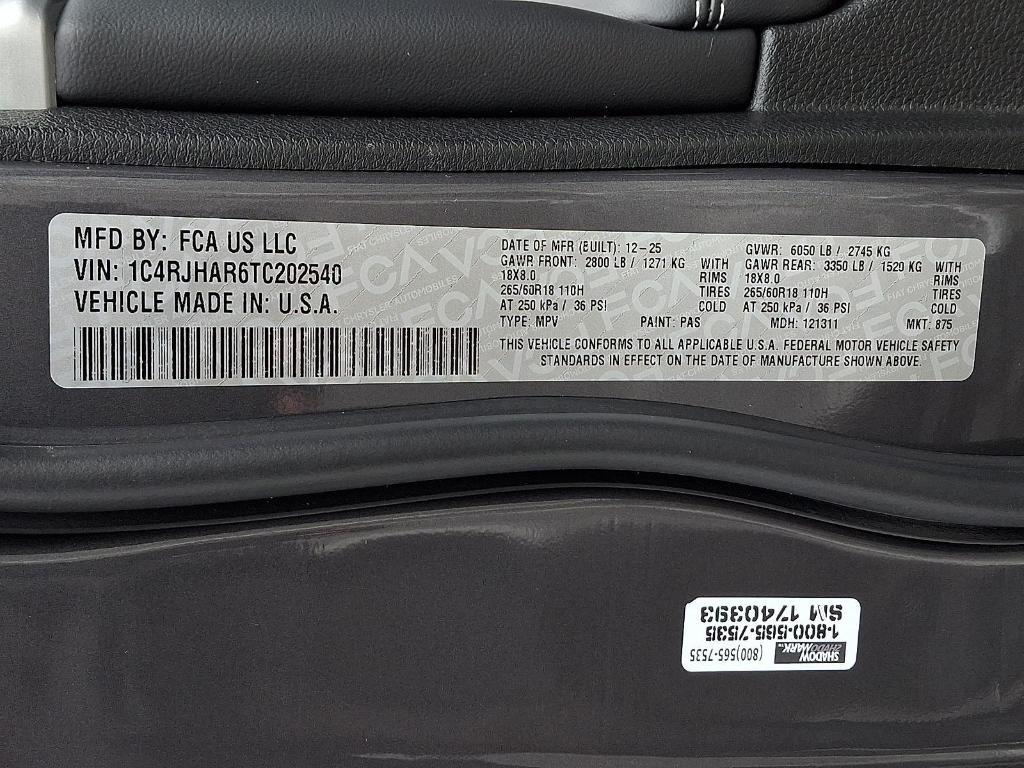 MFD BY: FCA US LLC
VIN: 1C4RJHAR6TC202540
VEHICLE MADE IN: U.S.A.
DATE OF MFR (BUILT): 12-25 GVWR: 6050 LB / 2745 KG
GAWR FRONT: 2800 LB / 1271 KG WITH GAWR REAR: 3350 LB / 1520 KG WITH
18X8.0 RIMS 18X8.0 RIMS
265/60R18 110H TIRES 265/60R18 110H TIRES
AT 250 kPa / 36 PSI COLD AT 250 kPa / 36 PSI COLD
TYPE: MPV PAINT: PAS MDH: 121311 MKT: 875
THIS VEHICLE CONFORMS TO ALL APPLICABLE U.S.A. FEDERAL MOTOR VEHICLE SAFETY
STANDARDS IN EFFECT ON THE DATE OF MANUFACTURE SHOWN ABOVE.
SHADOW
MARK™ (800)565-7535
1-800-565-7535
SM 1740393